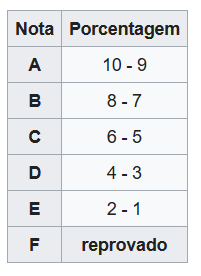 Nota Porcentagem
A 10 - 9
B 8 - 7
C 6 - 5
D 4 - 3
E 2 - 1
F reprovado